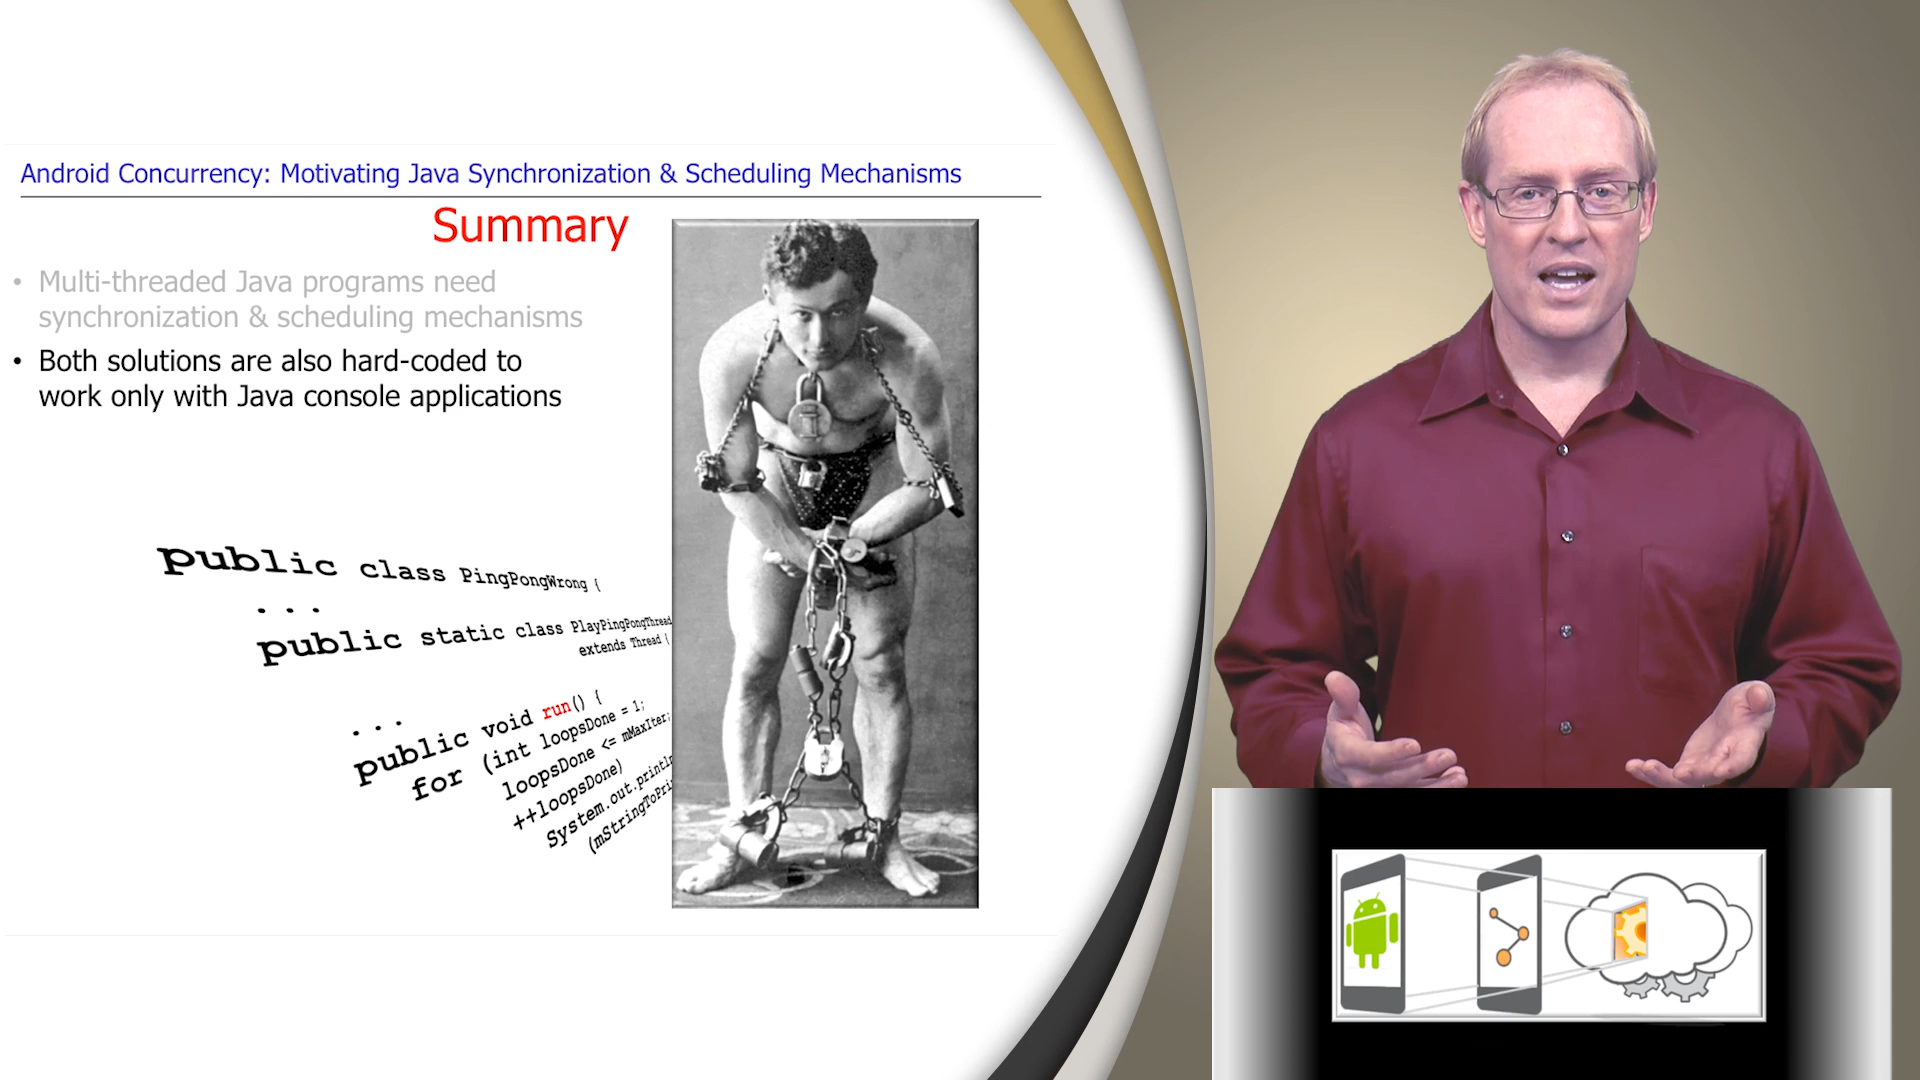 Android Concurrency: Motivating Java Synchronization & Scheduling Mechanisms
Summary
• Multi-threaded Java programs need
synchronization & scheduling mechanisms
• Both solutions are also hard-coded to
work only with Java console applications
public class PingPongWrong {
. . .
public static class PlayPingPongThread
extends Thread {
. . .
public void run() {
for (int loopsDone = 1;
loopsDone <= mMaxIter;
++loopsDone)
System.out.println